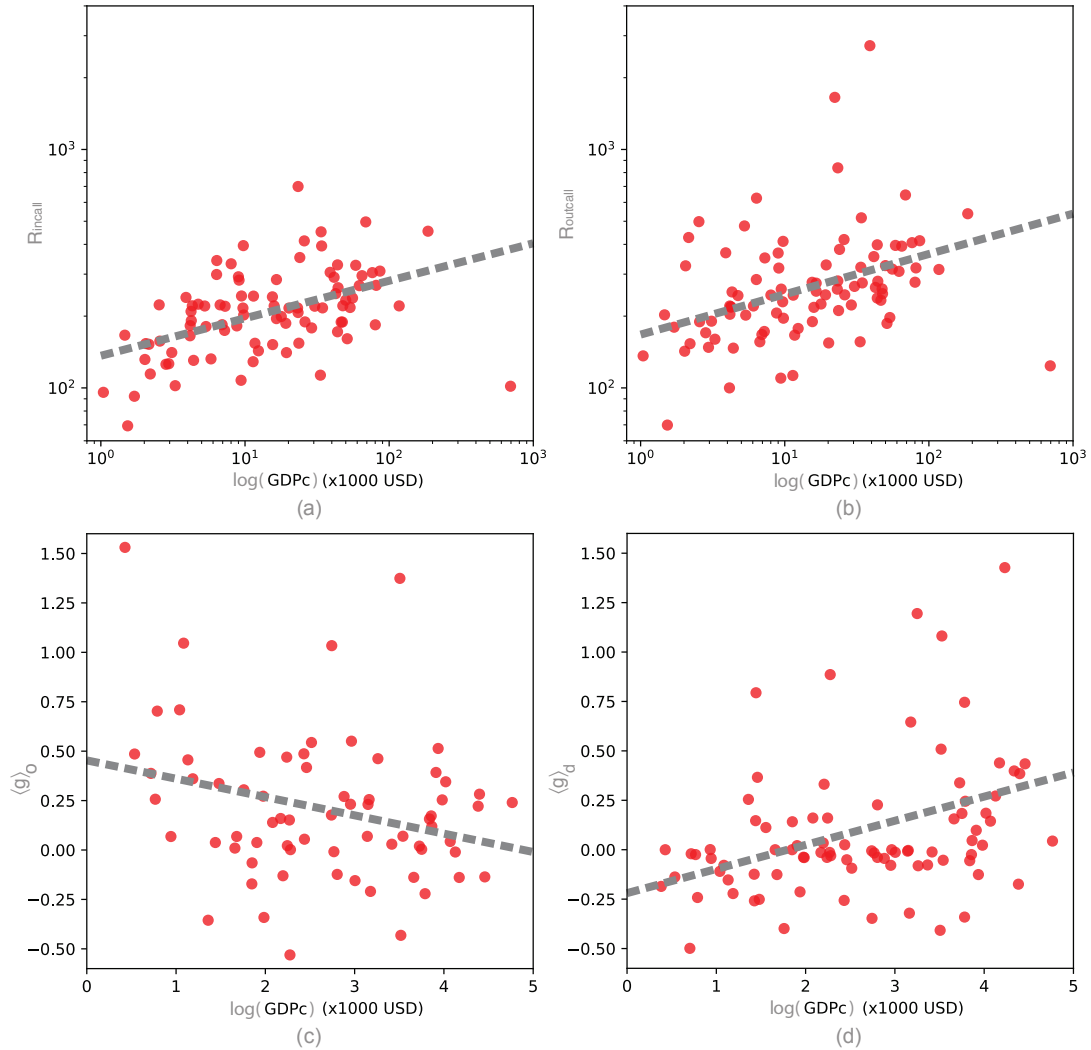 10³
10²
R_incall
10⁰ 10¹ 10² 10³
log(GDPc) (x1000 USD)
(a)
10³
10²
R_outcall
10⁰ 10¹ 10² 10³
log(GDPc) (x1000 USD)
(b)
1.50
1.25
1.00
0.75
0.50
0.25
0.00
−0.25
−0.50
⟨g⟩_o
0 1 2 3 4 5
log(GDPc) (x1000 USD)
(c)
1.50
1.25
1.00
0.75
0.50
0.25
0.00
−0.25
−0.50
⟨g⟩_d
0 1 2 3 4 5
log(GDPc) (x1000 USD)
(d)